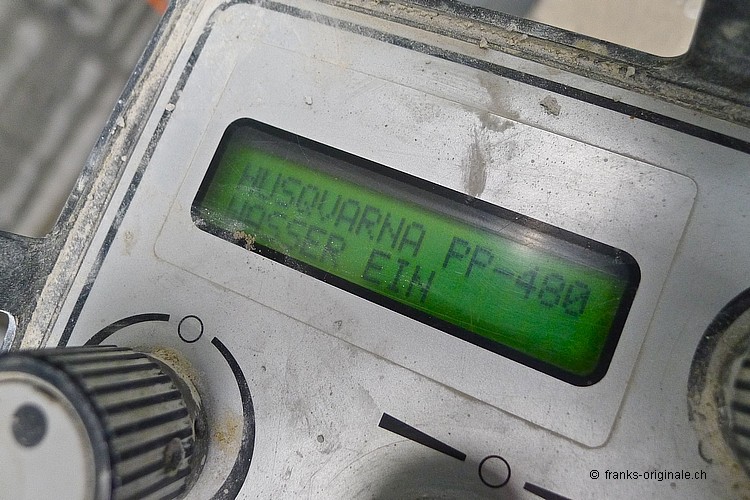 HUSQVARNA PP-480
WASSER EIN
© franks-originale.ch